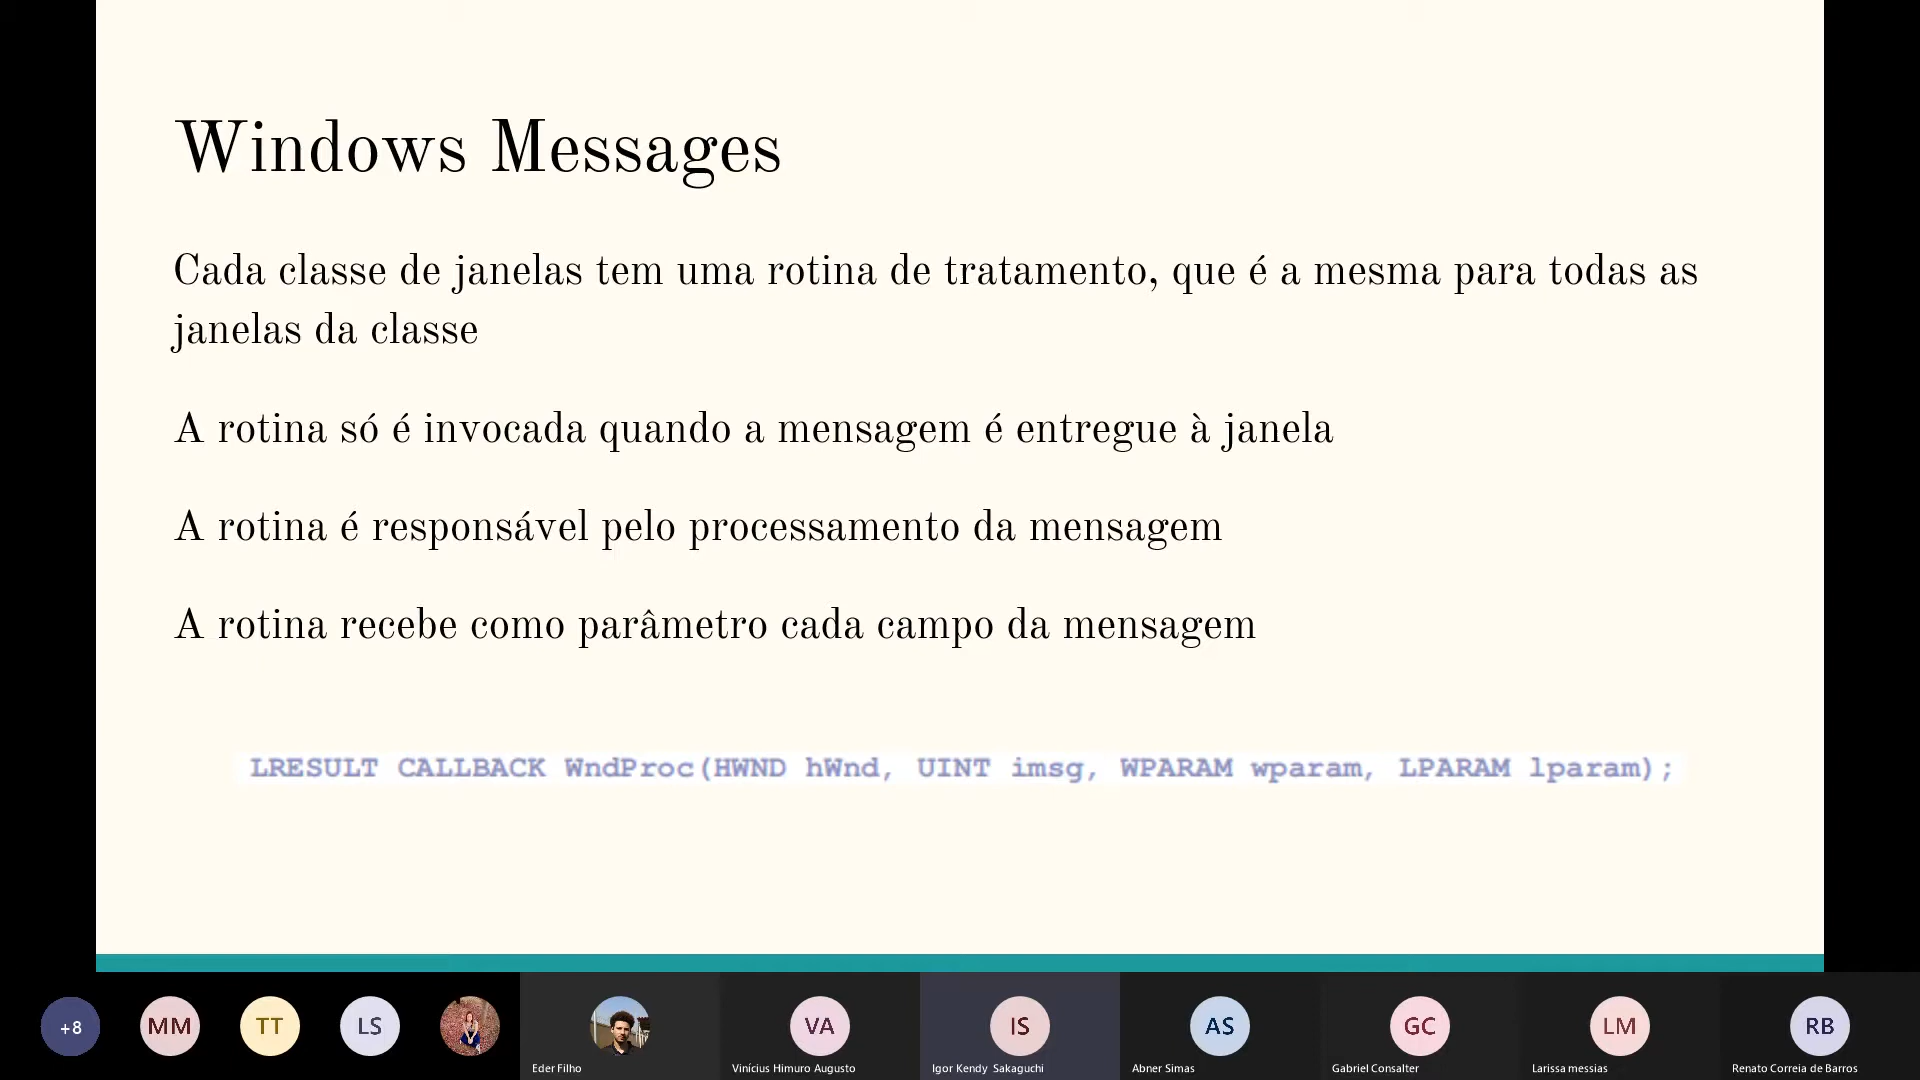 Windows Messages
Cada classe de janelas tem uma rotina de tratamento, que é a mesma para todas as
janelas da classe
A rotina só é invocada quando a mensagem é entregue à janela
A rotina é responsável pelo processamento da mensagem
A rotina recebe como parâmetro cada campo da mensagem
LRESULT CALLBACK WndProc(HWND hWnd, UINT imsg, WPARAM wparam, LPARAM lparam);
+8 MM TT LS VA IS AS GC LM RB
Eder Filho Vinícius Himuro Augusto Igor Kendy Sakaguchi Abner Simas Gabriel Consalter Larissa messias Renato Correia de Barros